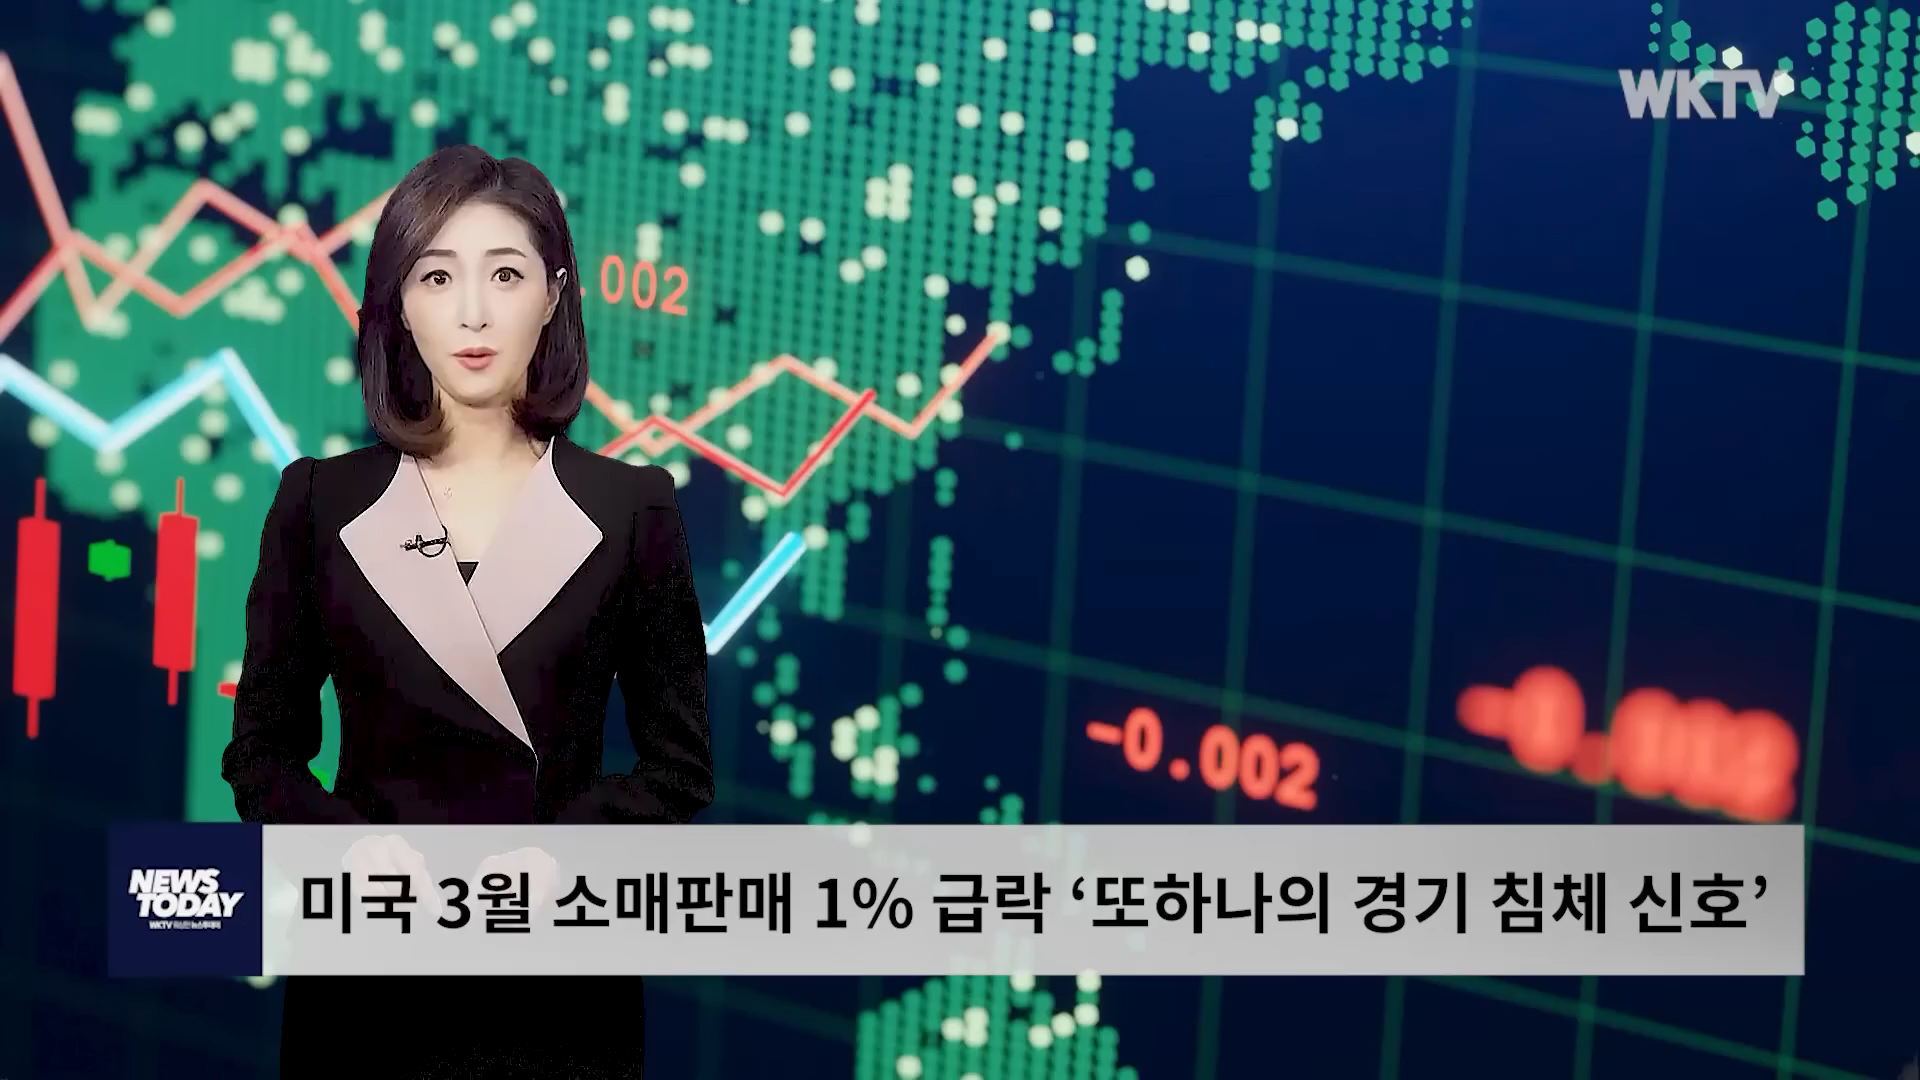 WKTV
.002
-0.002
NEWS
TODAY
미국 3월 소매판매 1% 급락 ‘또하나의 경기 침체 신호’